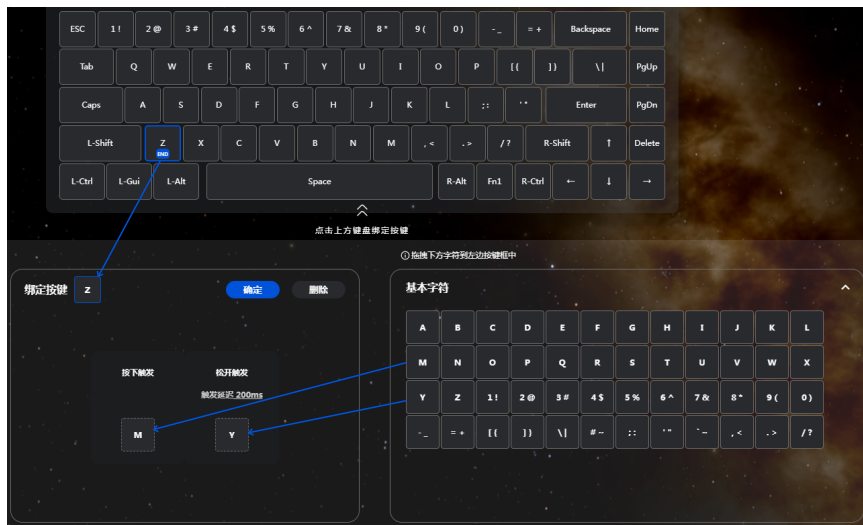 ESC 1! 2@ 3# 4$ 5% 6^ 7& 8* 9( 0) -_ =+ Backspace Home
Tab Q W E R T Y U I O P [{ ]} \| PgUp
Caps A S D F G H J K L ;: '" Enter PgDn
L-Shift Z X C V B N M ,< .> /? R-Shift ↑ Delete
END
L-Ctrl L-Gui L-Alt Space R-Alt Fn1 R-Ctrl ← ↓ →
点击上方键盘绑定按键
拖拽下方字符到左边按键框中
绑定按键 Z 确定 删除
按下触发 松开触发
触发延迟 200ms
M Y
基本字符
A B C D E F G H I J K L
M N O P Q R S T U V W X
Y Z 1! 2@ 3# 4$ 5% 6^ 7& 8* 9( 0)
-_ =+ [{ ]} \| #~ ;: '" `~ ,< .> /?